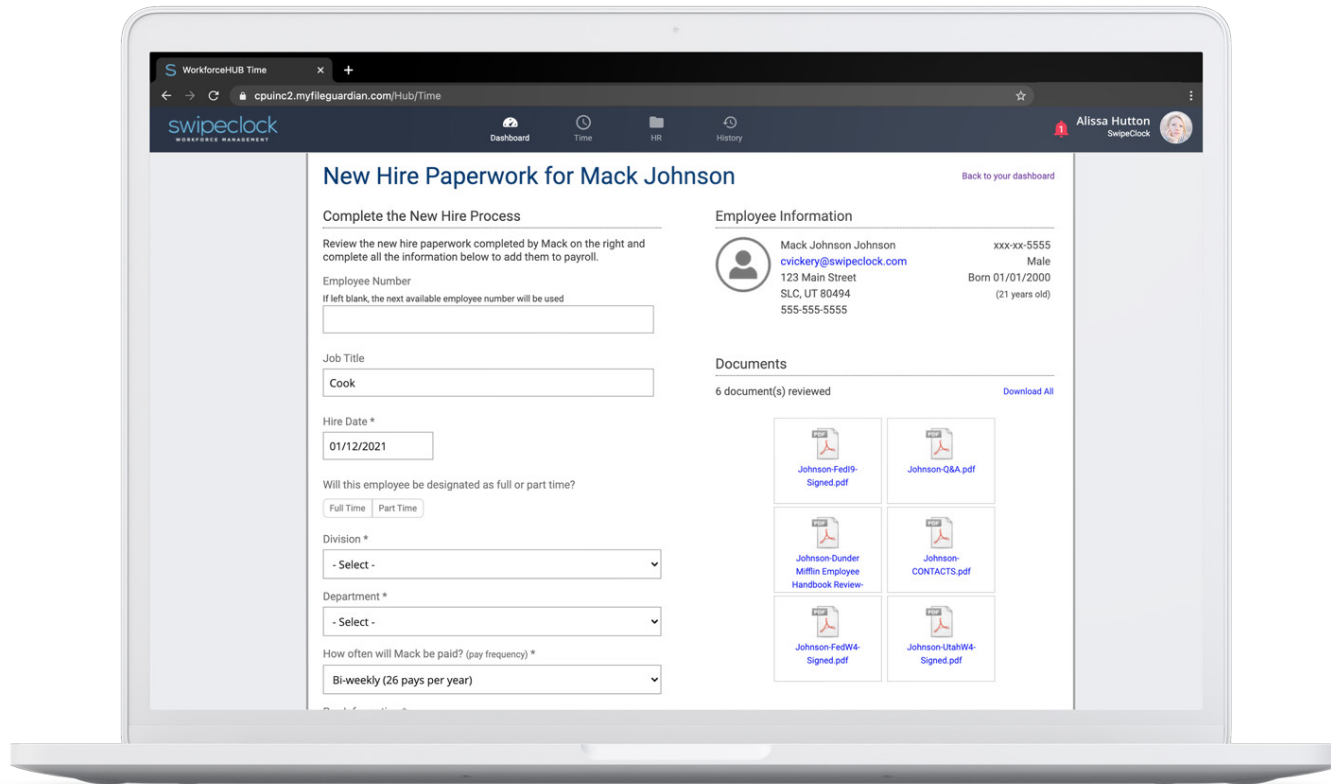 WorkforceHUB Time
cpuinc2.myfileguardian.com/Hub/Time
swipeclock
WORKFORCE MANAGEMENT
Dashboard
Time
HR
History
1
Alissa Hutton
SwipeClock
New Hire Paperwork for Mack Johnson
Back to your dashboard
Complete the New Hire Process
Review the new hire paperwork completed by Mack on the right and
complete all the information below to add them to payroll.
Employee Number
If left blank, the next available employee number will be used
Job Title
Cook
Hire Date *
01/12/2021
Will this employee be designated as full or part time?
Full Time
Part Time
Division *
- Select -
Department *
- Select -
How often will Mack be paid? (pay frequency) *
Bi-weekly (26 pays per year)
Employee Information
Mack Johnson Johnson
cvickery@swipeclock.com
123 Main Street
SLC, UT 80494
555-555-5555
xxx-xx-5555
Male
Born 01/01/2000
(21 years old)
Documents
6 document(s) reviewed
Download All
PDF
Johnson-FedI9-
Signed.pdf
PDF
Johnson-Q&A.pdf
PDF
Johnson-Dunder
Mifflin Employee
Handbook Review-
PDF
Johnson-
CONTACTS.pdf
PDF
Johnson-FedW4-
Signed.pdf
PDF
Johnson-UtahW4-
Signed.pdf